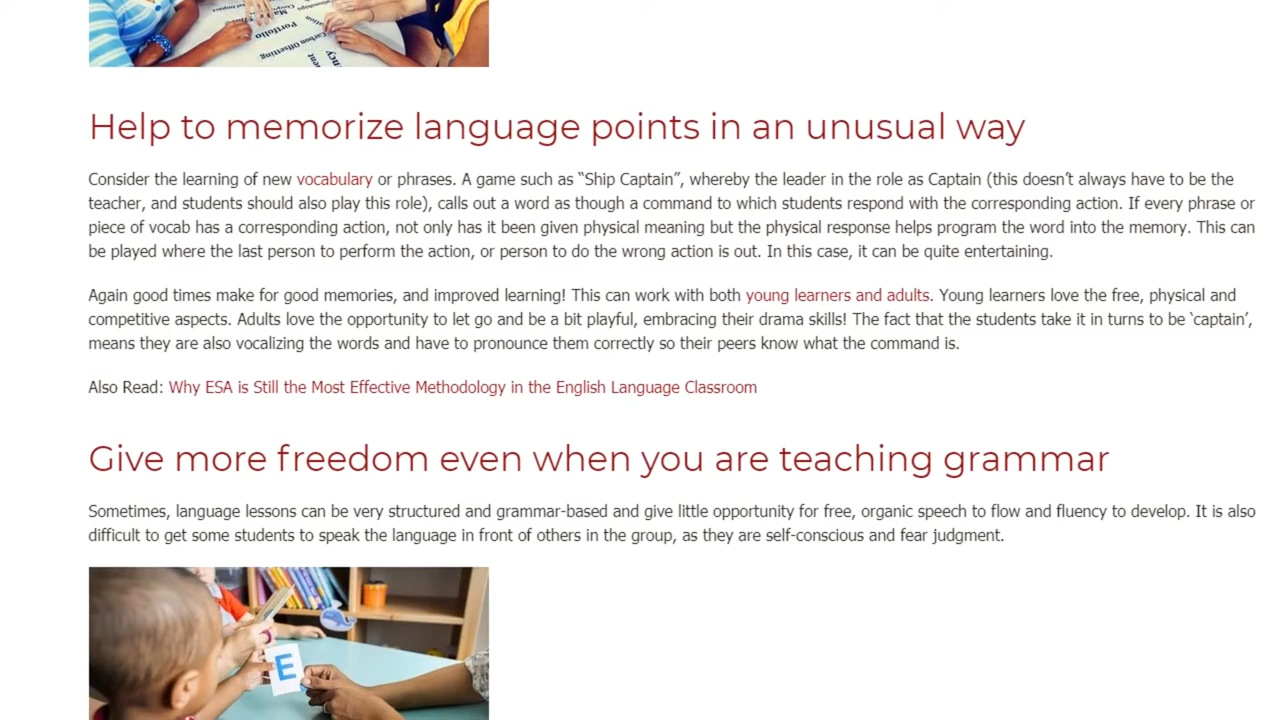 Portfolio
Carbon Offsetting
Help to memorize language points in an unusual way
Consider the learning of new vocabulary or phrases. A game such as “Ship Captain”, whereby the leader in the role as Captain (this doesn’t always have to be the
teacher, and students should also play this role), calls out a word as though a command to which students respond with the corresponding action. If every phrase or
piece of vocab has a corresponding action, not only has it been given physical meaning but the physical response helps program the word into the memory. This can
be played where the last person to perform the action, or person to do the wrong action is out. In this case, it can be quite entertaining.
Again good times make for good memories, and improved learning! This can work with both young learners and adults. Young learners love the free, physical and
competitive aspects. Adults love the opportunity to let go and be a bit playful, embracing their drama skills! The fact that the students take it in turns to be ‘captain’,
means they are also vocalizing the words and have to pronounce them correctly so their peers know what the command is.
Also Read: Why ESA is Still the Most Effective Methodology in the English Language Classroom
Give more freedom even when you are teaching grammar
Sometimes, language lessons can be very structured and grammar-based and give little opportunity for free, organic speech to flow and fluency to develop. It is also
difficult to get some students to speak the language in front of others in the group, as they are self-conscious and fear judgment.
E